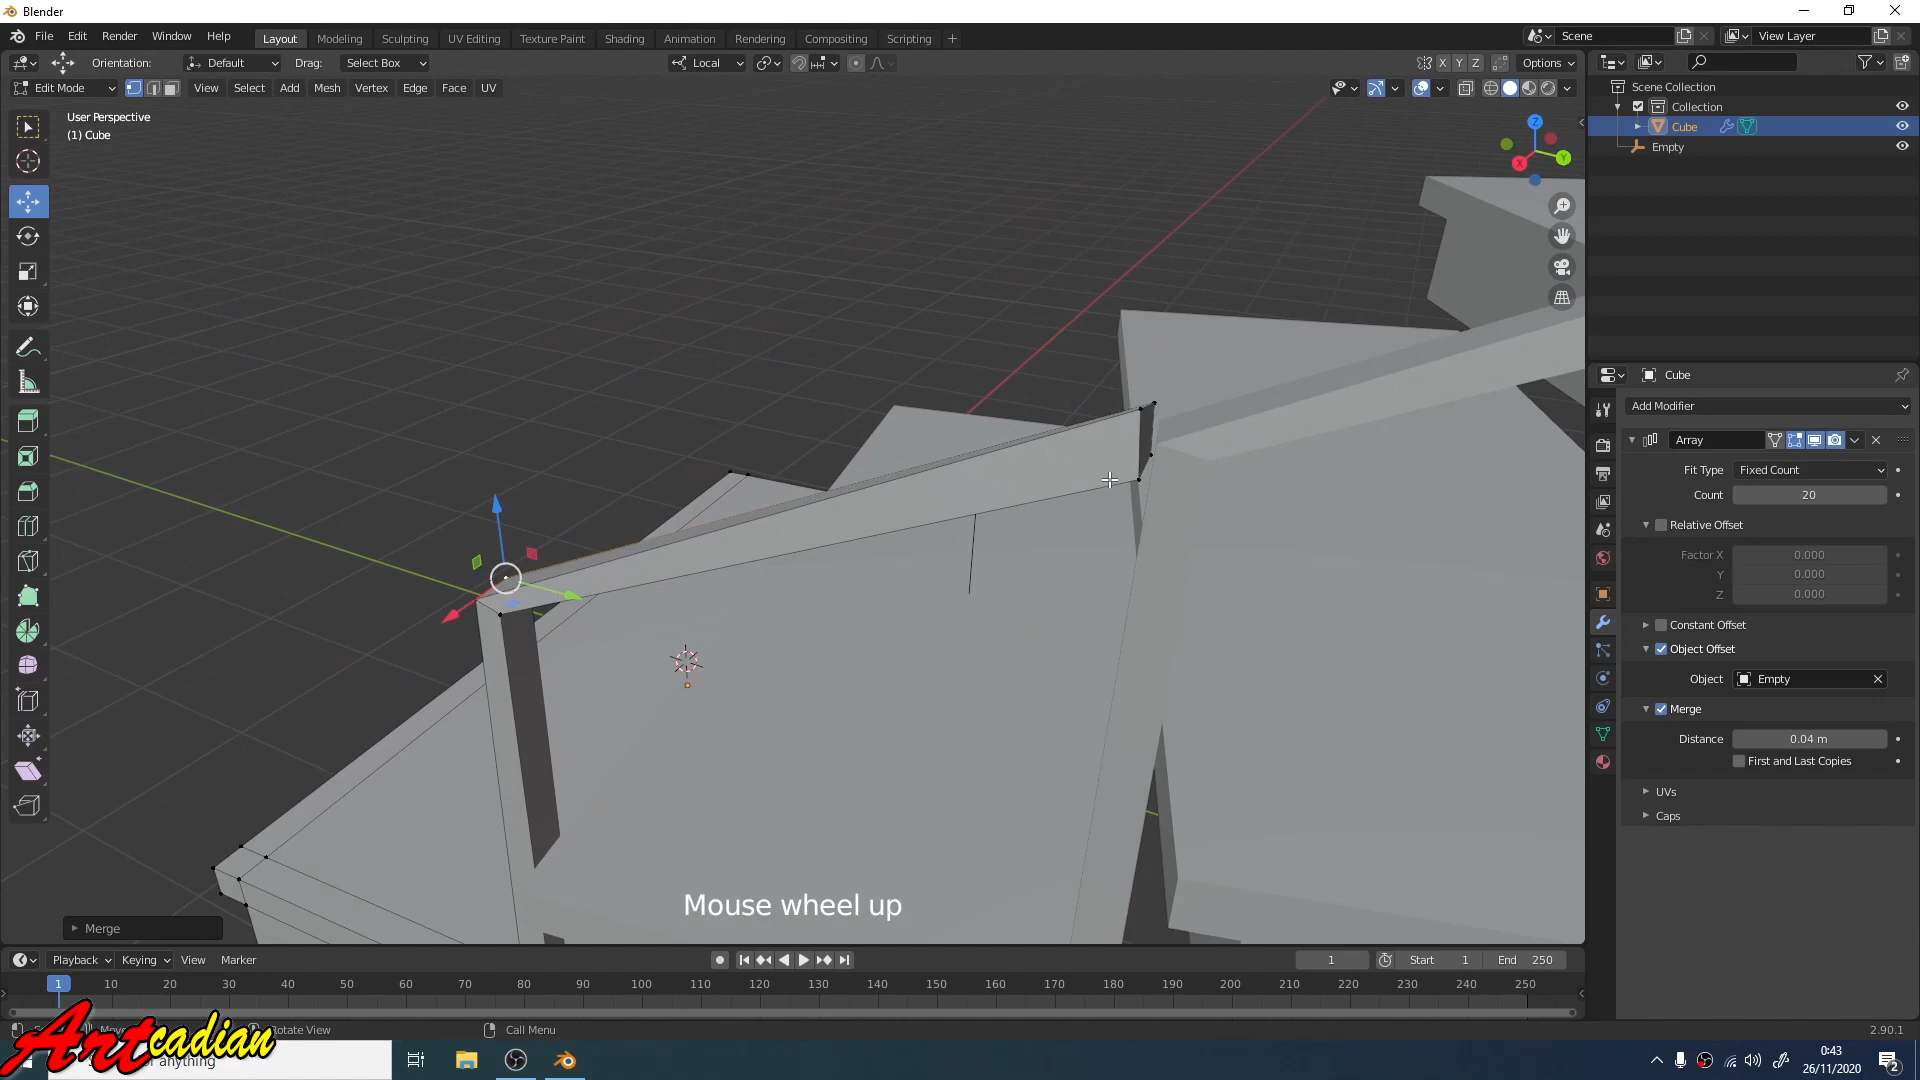 Blender
File Edit Render Window Help
Layout Modeling Sculpting UV Editing Texture Paint Shading Animation Rendering Compositing Scripting
Scene
View Layer
Orientation: Default Drag: Select Box
Local
X Y Z Options
Edit Mode View Select Add Mesh Vertex Edge Face UV
User Perspective
(1) Cube
Z
X
Y
Scene Collection
Collection
Cube
Empty
Cube
Add Modifier
Array
Fit Type Fixed Count
Count 20
Relative Offset
Factor X 0.000
Y 0.000
Z 0.000
Constant Offset
Object Offset
Object Empty
Merge
Distance 0.04 m
First and Last Copies
UVs
Caps
Mouse wheel up
Merge
Playback Keying View Marker
1 Start 1 End 250
1 10 20 30 40 50 60 70 80 90 100 110 120 130 140 150 160 170 180 190 200 210 220 230 240 250
Rotate View
Call Menu
2.90.1
Artcadian
anything
0:43
26/11/2020
2